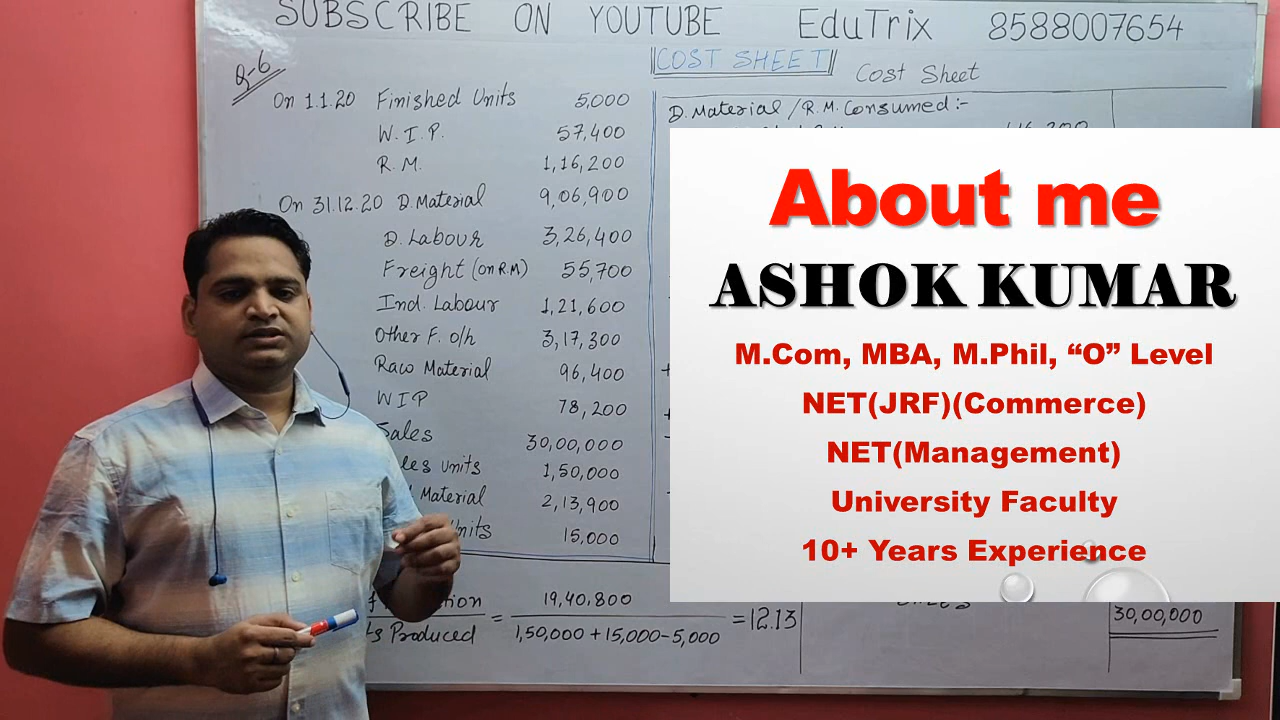 SUBSCRIBE ON YOUTUBE EduTrix 8588007654
COST SHEET
Cost Sheet
Q-6
On 1.1.20 Finished Units 5,000
W.I.P. 57,400
R.M. 1,16,200
On 31.12.20 D.Material 9,06,900
D.Labour 3,26,400
Freight (on R.M) 55,700
Ind. Labour 1,21,600
Other F. o/h 3,17,300
Raw Material 96,400
WIP 78,200
Sales 30,00,000
les units 1,50,000
Material 2,13,900
Units 15,000
19,40,800
s Produced = 1,50,000+15,000-5,000 = 12.13
D.Material / R.M. Consumed:-
About me
ASHOK KUMAR
M.Com, MBA, M.Phil, “O” Level
NET(JRF)(Commerce)
NET(Management)
University Faculty
10+ Years Experience
30,00,000